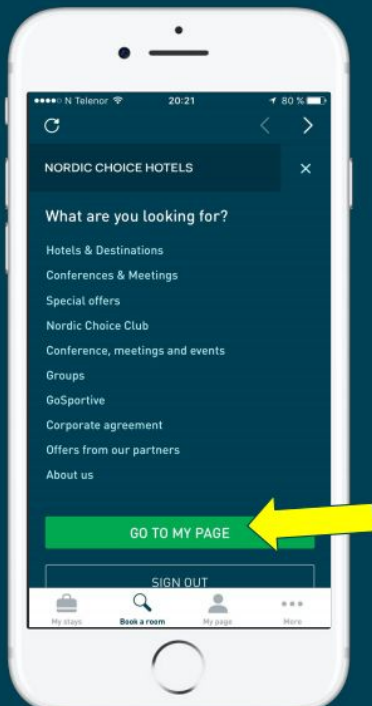 N Telenor 20:21 80 %
NORDIC CHOICE HOTELS
What are you looking for?
Hotels & Destinations
Conferences & Meetings
Special offers
Nordic Choice Club
Conference, meetings and events
Groups
GoSportive
Corporate agreement
Offers from our partners
About us
GO TO MY PAGE
SIGN OUT
My stays Book a room My page More